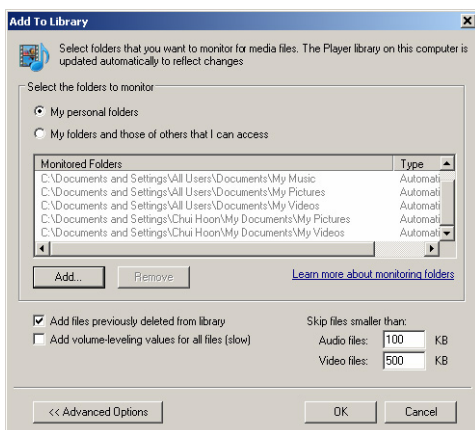 Add To Library
Select folders that you want to monitor for media files. The Player library on this computer is
updated automatically to reflect changes
Select the folders to monitor
My personal folders
My folders and those of others that I can access
Monitored Folders Type
C:\Documents and Settings\All Users\Documents\My Music Automati
C:\Documents and Settings\All Users\Documents\My Pictures Automati
C:\Documents and Settings\All Users\Documents\My Videos Automati
C:\Documents and Settings\Chui Hoon\My Documents\My Pictures Automati
C:\Documents and Settings\Chui Hoon\My Documents\My Videos Automati
Add... Remove Learn more about monitoring folders
Add files previously deleted from library
Add volume-leveling values for all files (slow)
Skip files smaller than:
Audio files: 100 KB
Video files: 500 KB
<< Advanced Options OK Cancel